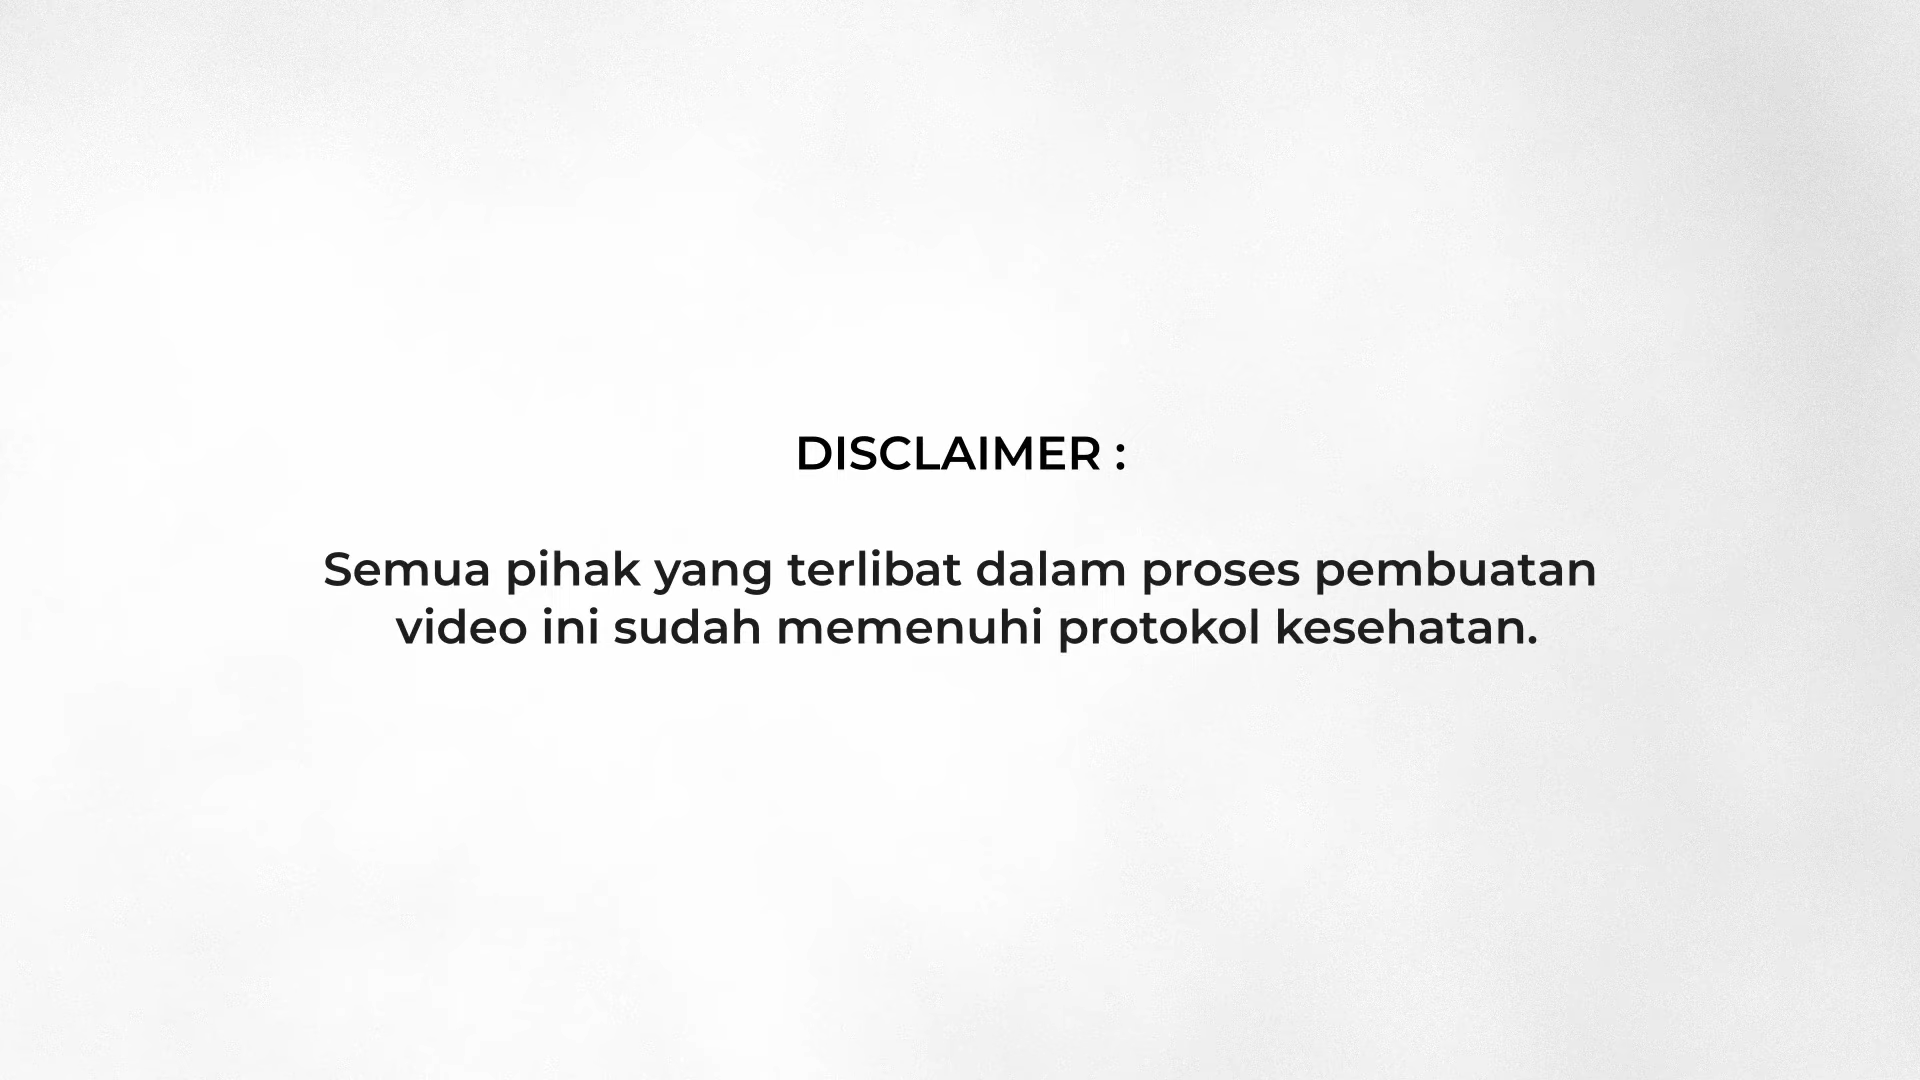 DISCLAIMER :
Semua pihak yang terlibat dalam proses pembuatan
video ini sudah memenuhi protokol kesehatan.